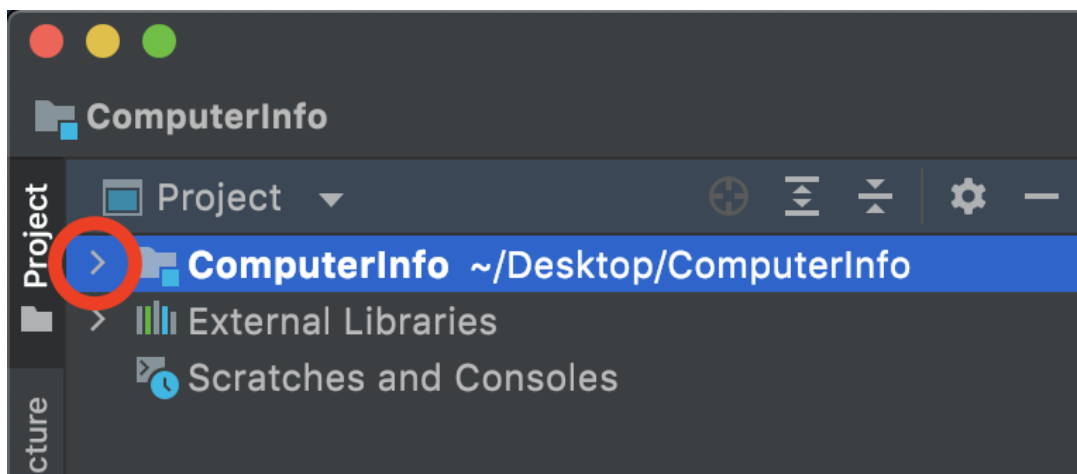 ComputerInfo
Project
Project
ComputerInfo ~/Desktop/ComputerInfo
External Libraries
Scratches and Consoles
cture